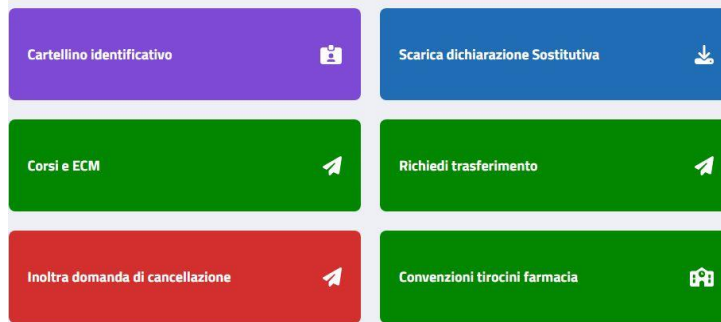 Cartellino identificativo
Scarica dichiarazione Sostitutiva
Corsi e ECM
Richiedi trasferimento
Inoltra domanda di cancellazione
Convenzioni tirocini farmacia